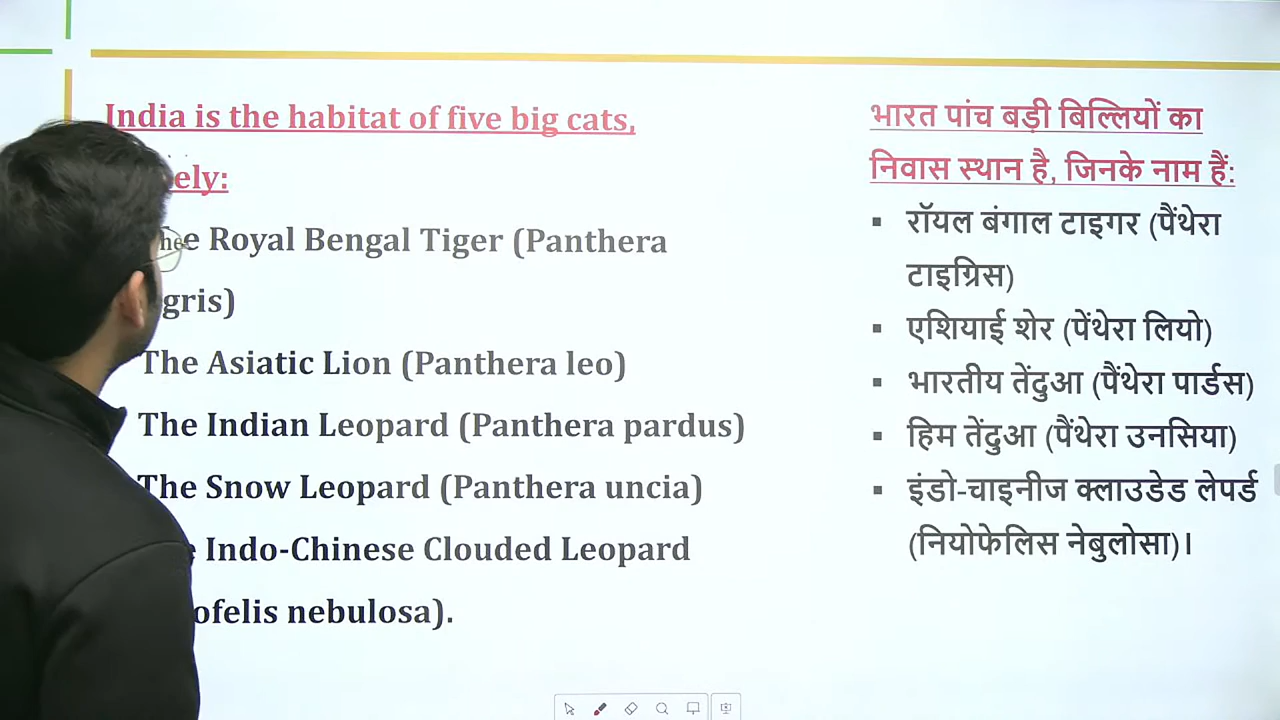 India is the habitat of five big cats,
ely:
e Royal Bengal Tiger (Panthera
gris)
The Asiatic Lion (Panthera leo)
The Indian Leopard (Panthera pardus)
The Snow Leopard (Panthera uncia)
e Indo-Chinese Clouded Leopard
ofelis nebulosa).
भारत पांच बड़ी बिल्लियों का
निवास स्थान है, जिनके नाम हैं:
▪ रॉयल बंगाल टाइगर (पैंथेरा
टाइग्रिस)
▪ एशियाई शेर (पेंथेरा लियो)
▪ भारतीय तेंदुआ (पैंथेरा पार्डस)
▪ हिम तेंदुआ (पैंथेरा उनसिया)
▪ इंडो-चाइनीज क्लाउडेड लेपर्ड
(नियोफेलिस नेबुलोसा)।